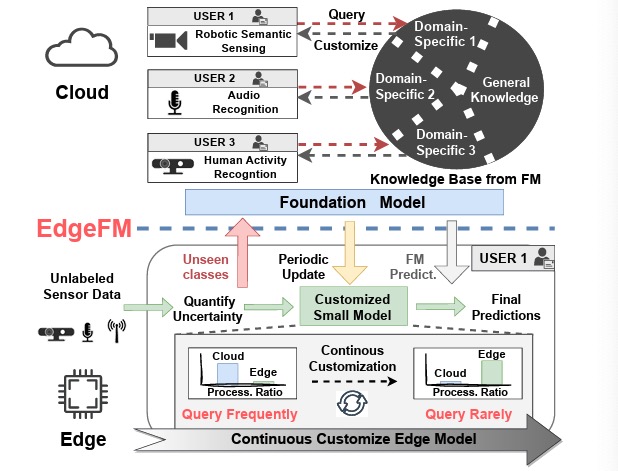 USER 1
Robotic Semantic
Sensing
Query
Customize
Cloud
USER 2
Audio
Recognition
USER 3
Human Activity
Recogntion
Domain-
Specific 1
Domain-
Specific 2
General
Knowledge
Domain-
Specific 3
Knowledge Base from FM
Foundation Model
EdgeFM
Unseen
classes
Periodic
Update
FM
Predict.
USER 1
Unlabeled
Sensor Data
Quantify
Uncertainty
Customized
Small Model
Final
Predictions
Cloud
Edge
Process. Ratio
Query Frequently
Continous
Customization
Edge
Cloud
Process. Ratio
Query Rarely
Edge
Continuous Customize Edge Model